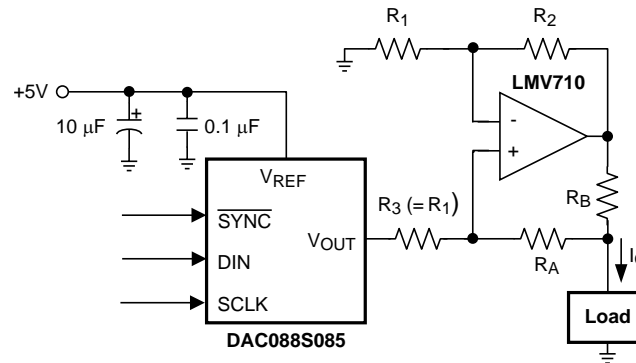 R1
R2
LMV710
+5V
+
10 µF
0.1 µF
-
+
VREF
SYNC
R3 (= R1)
RB
VOUT
DIN
RA
SCLK
Load
DAC088S085